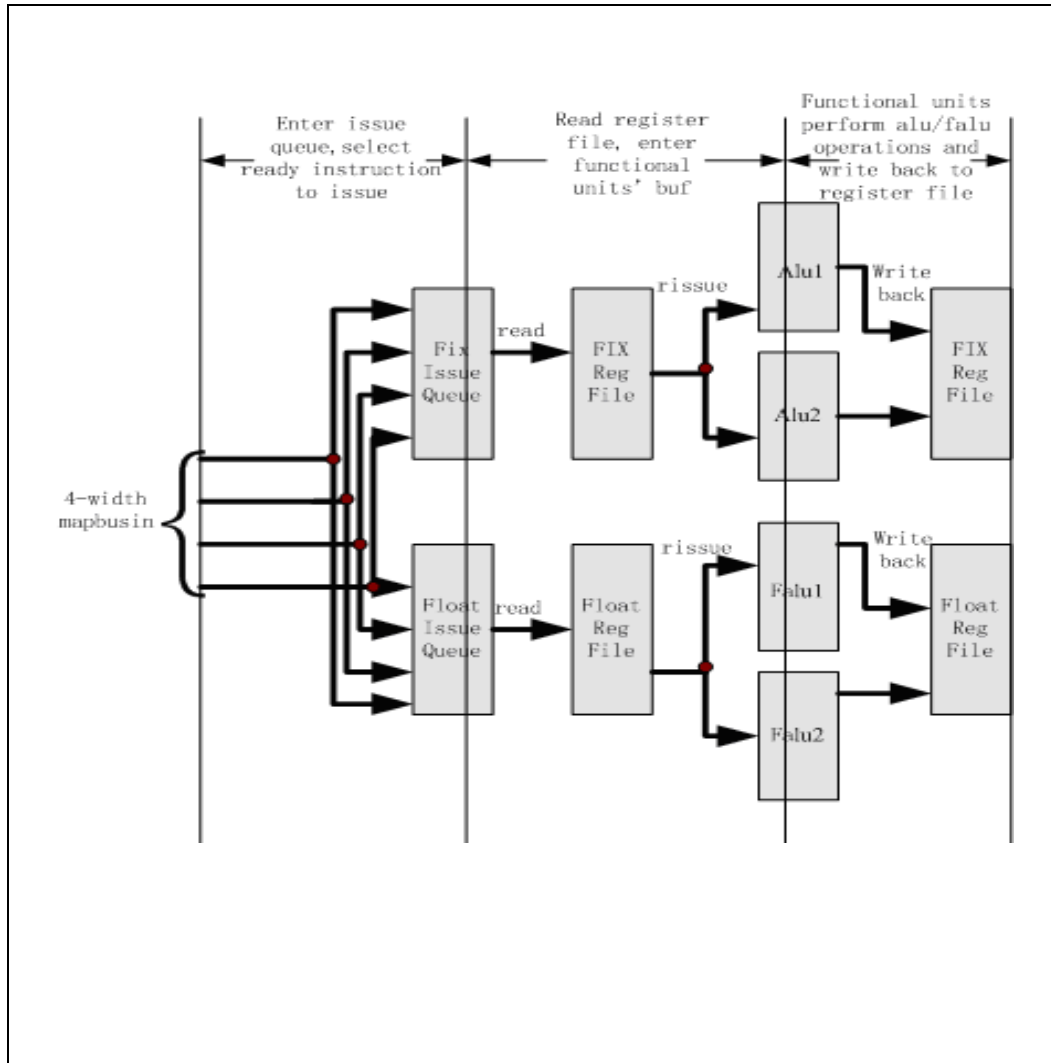 Enter issue
queue, select
ready instruction
to issue
Read register
file, enter
functional
units' buf
Functional units
perform alu/falu
operations and
write back to
register file
4-width
mapbusin
Fix
Issue
Queue
read
FIX
Reg
File
rissue
Alu1
Alu2
Write
back
FIX
Reg
File
Float
Issue
Queue
read
Float
Reg
File
rissue
Falu1
Falu2
Write
back
Float
Reg
File